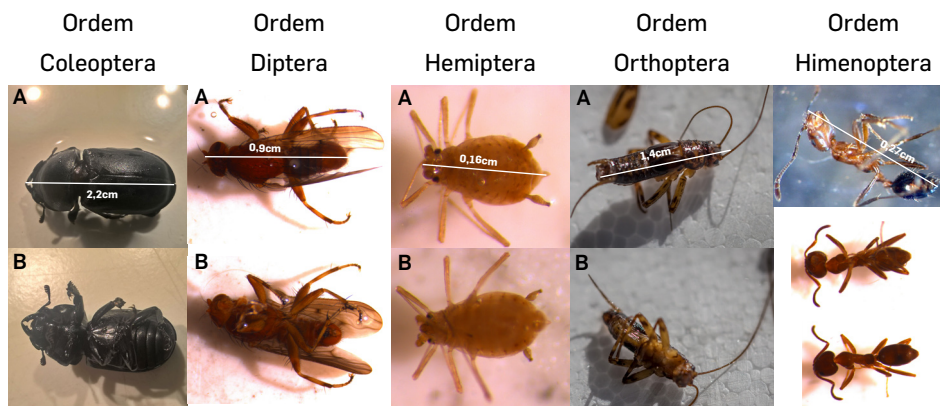 Ordem
Coleoptera
Ordem
Diptera
Ordem
Hemiptera
Ordem
Orthoptera
Ordem
Himenoptera
A
2,2cm
A
0,9cm
A
0,16cm
A
1,4cm
0,27cm
B
B
B
B